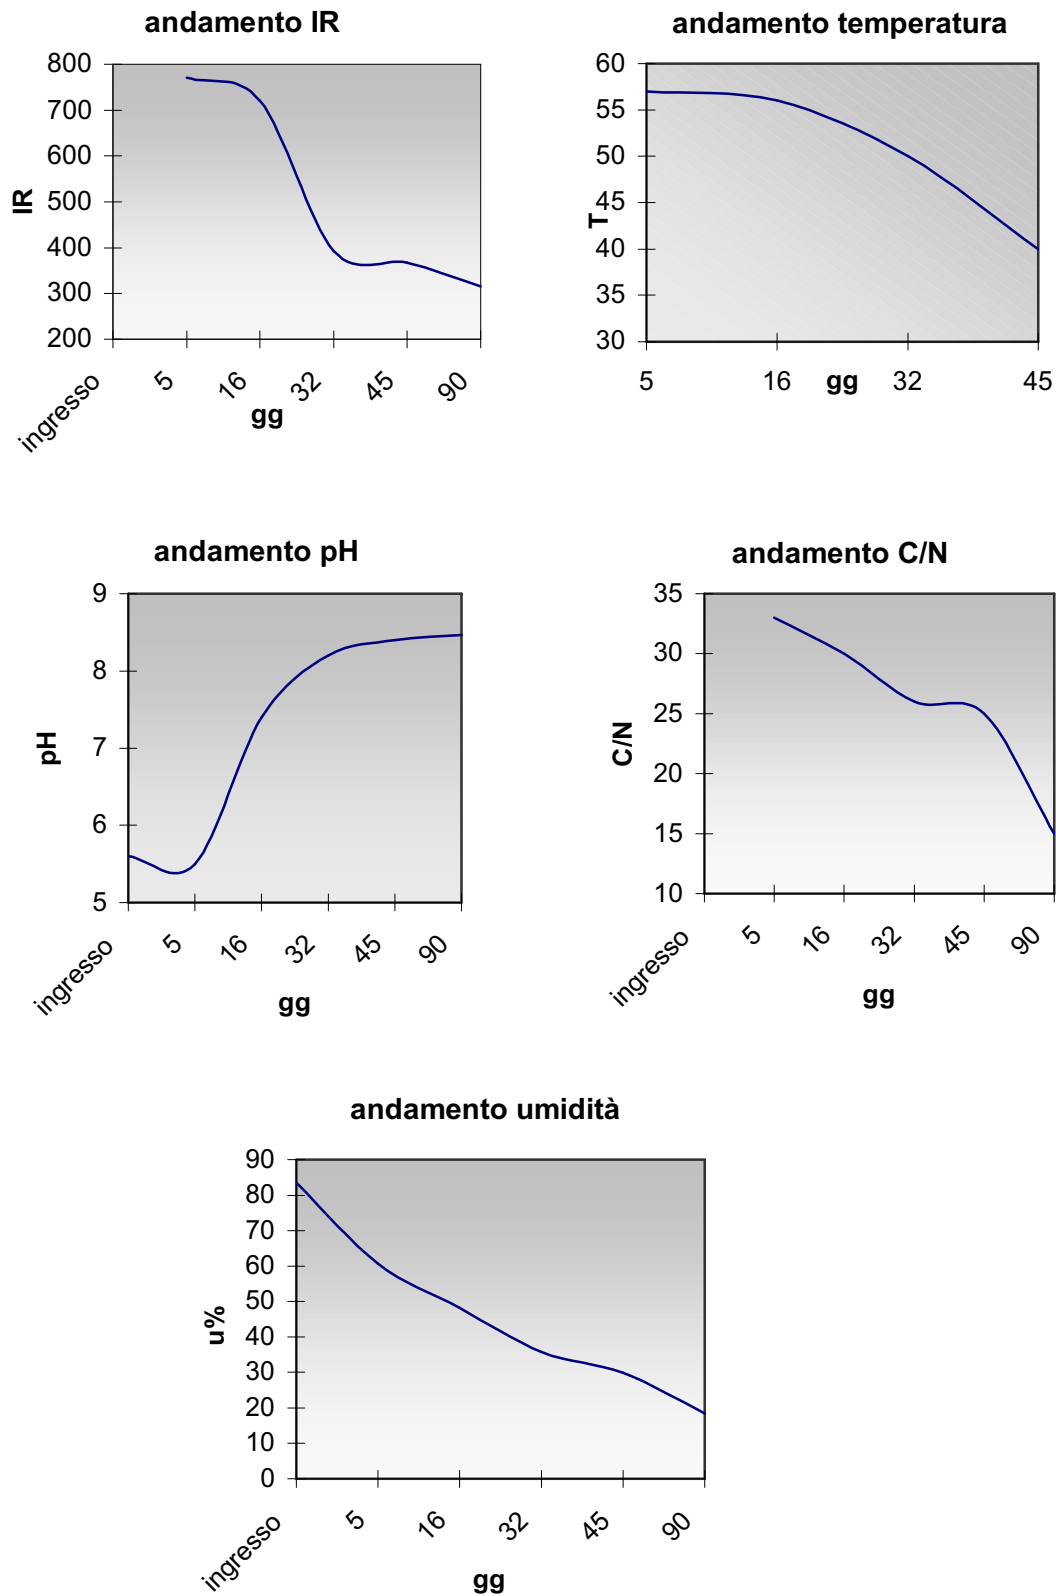 andamento IR
800
700
600
500
400
300
200
IR
ingresso 5 16 32 45 90
gg
andamento temperatura
60
55
50
45
40
35
30
T
5 16 32 45
gg
andamento pH
9
8
7
6
5
pH
ingresso 5 16 32 45 90
gg
andamento C/N
35
30
25
20
15
10
C/N
ingresso 5 16 32 45 90
gg
andamento umidità
90
80
70
60
50
40
30
20
10
0
u%
ingresso 5 16 32 45 90
gg